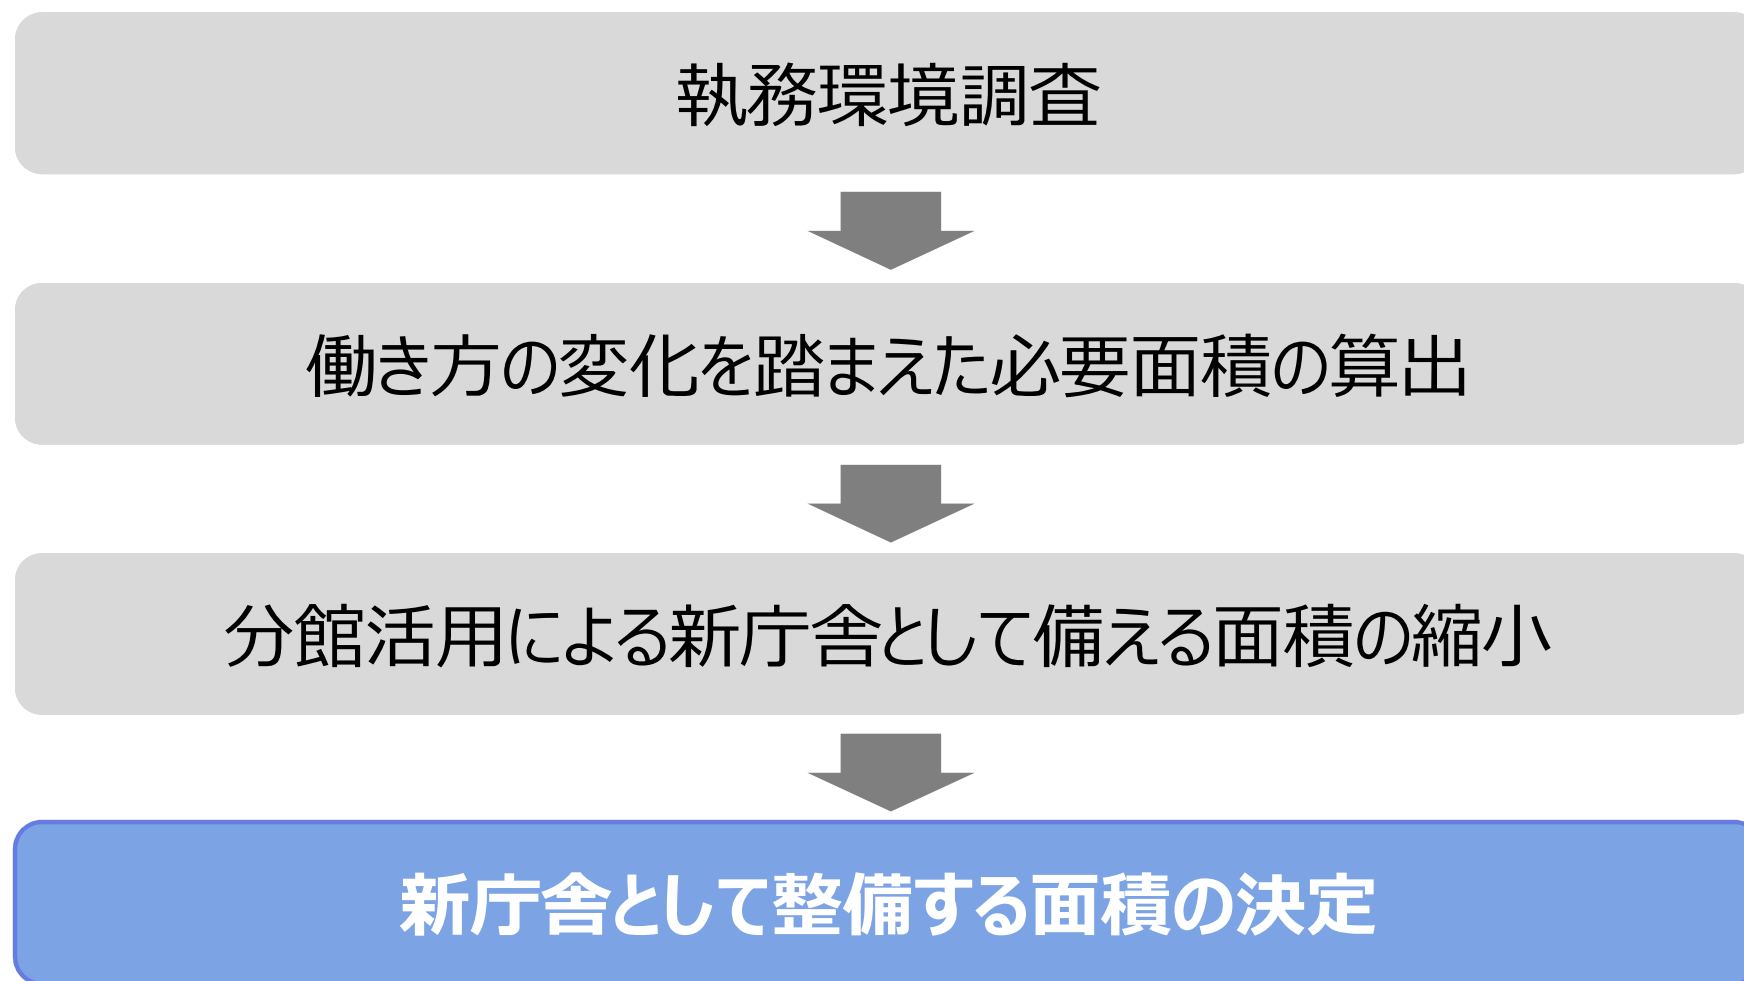 執務環境調査
働き方の変化を踏まえた必要面積の算出
分館活用による新庁舎として備える面積の縮小
新庁舎として整備する面積の決定